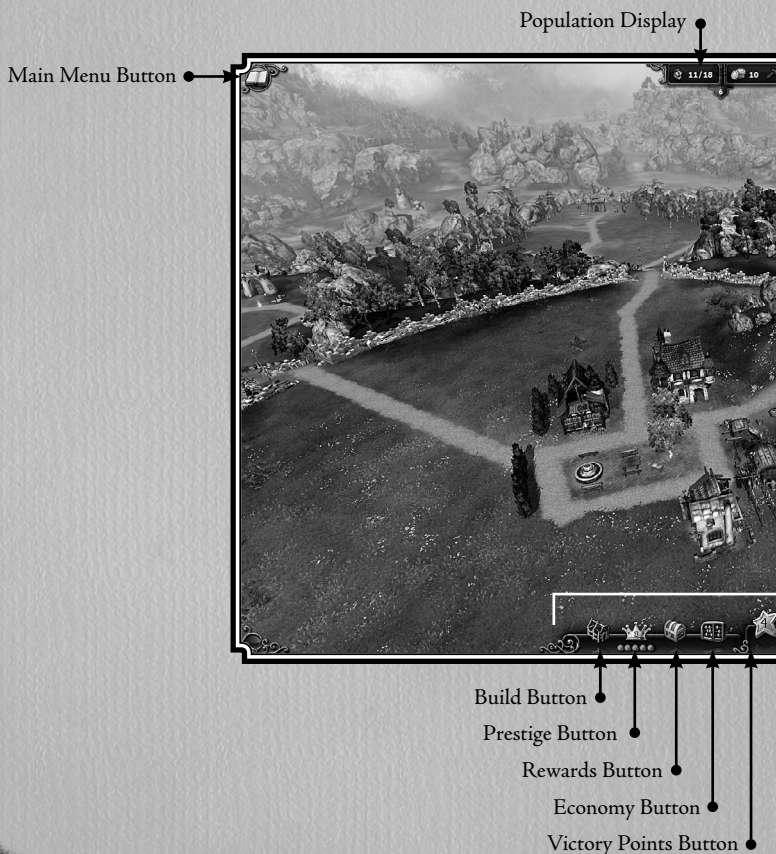 Population Display
Main Menu Button
11/18
10
6
Build Button
Prestige Button
Rewards Button
Economy Button
Victory Points Button